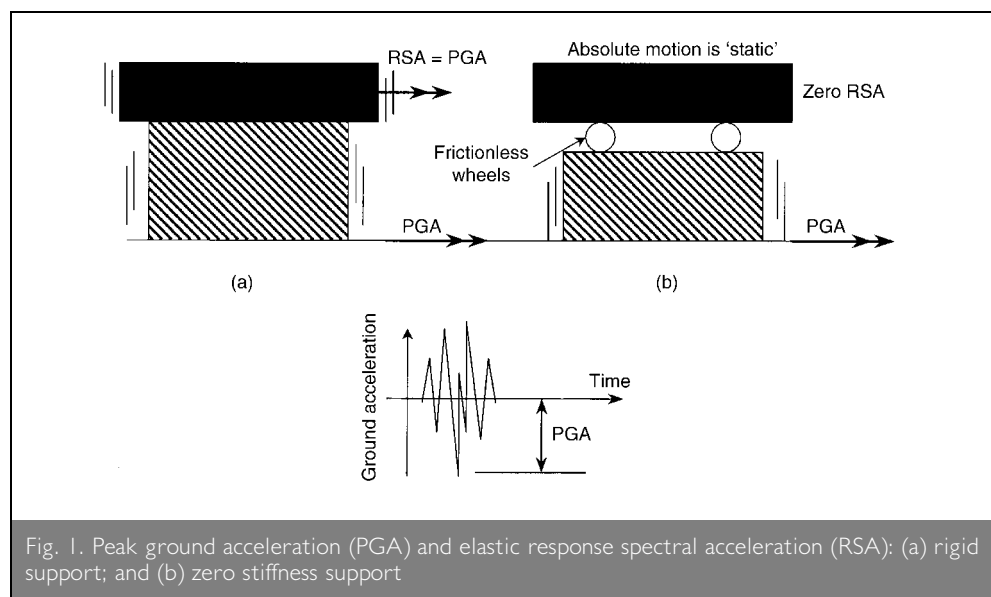 RSA = PGA
PGA
(a)
Absolute motion is 'static'
Zero RSA
Frictionless
wheels
PGA
(b)
Ground acceleration
Time
PGA
Fig. 1. Peak ground acceleration (PGA) and elastic response spectral acceleration (RSA): (a) rigid
support; and (b) zero stiffness support